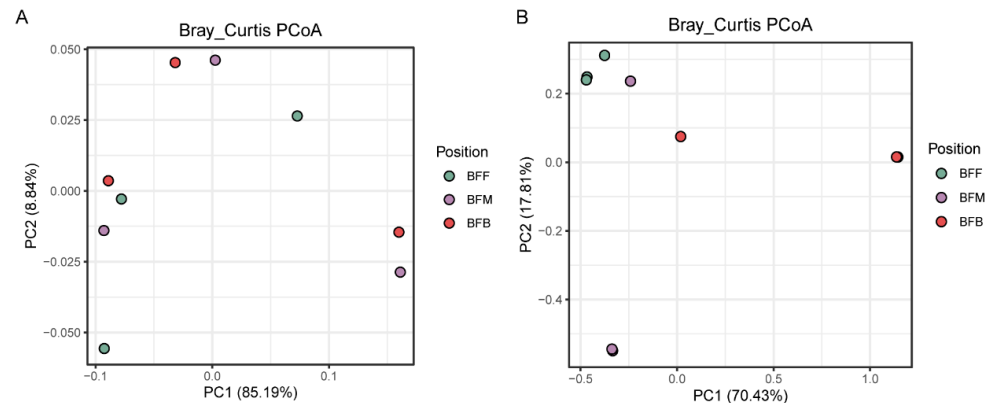 A
Bray_Curtis PCoA
0.050
0.025
0.000
−0.025
−0.050
PC2 (8.84%)
−0.1
0.0
0.1
PC1 (85.19%)
Position
BFF
BFM
BFB
B
Bray_Curtis PCoA
0.2
0.0
−0.2
−0.4
PC2 (17.81%)
−0.5
0.0
0.5
1.0
PC1 (70.43%)
Position
BFF
BFM
BFB